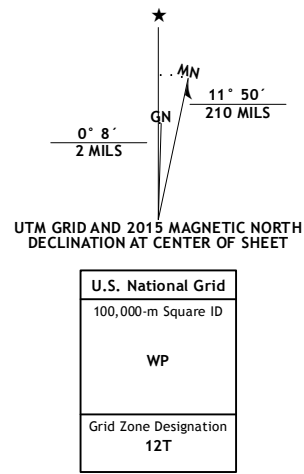 ★
MN
11° 50´
210 MILS
GN
0° 8´
2 MILS
UTM GRID AND 2015 MAGNETIC NORTH
DECLINATION AT CENTER OF SHEET
U.S. National Grid
100,000-m Square ID
WP
Grid Zone Designation
12T